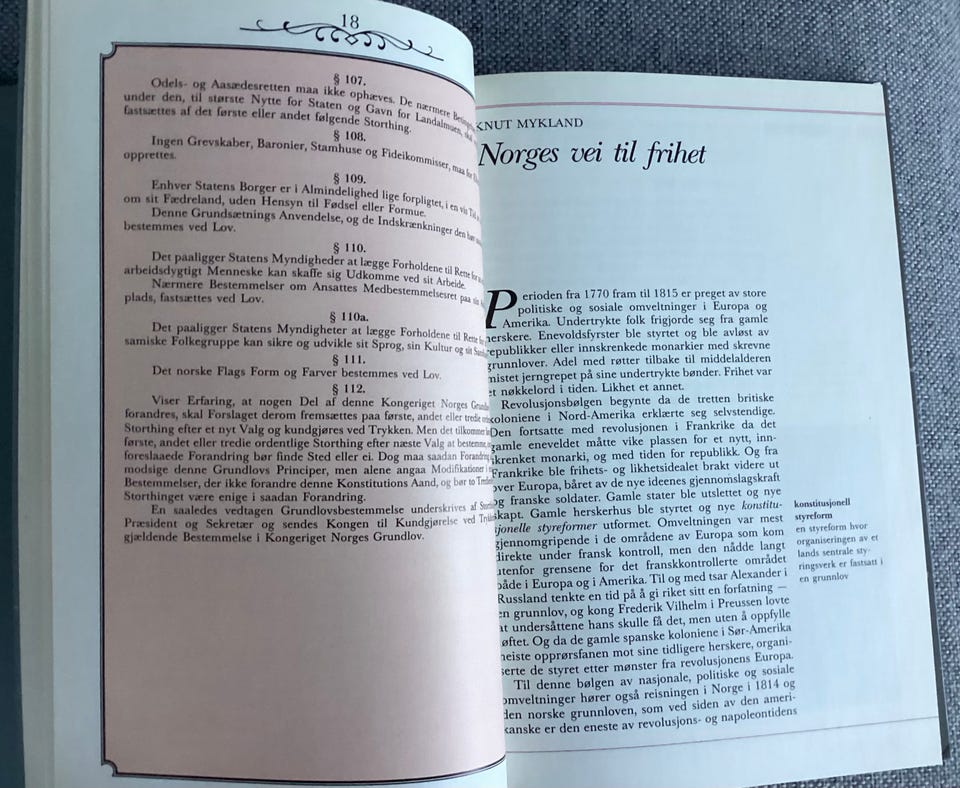 18
§ 107.
Odels- og Aasædesretten maa ikke ophæves. De nærmere
under den, til største Nytte for Staten og Gavn for Landalmuen,
fastsættes af det første eller andet følgende Storthing.
§ 108.
Ingen Grevskaber, Baronier, Stamhuse og Fideikommisser, maa for
opprettes.
§ 109.
Enhver Statens Borger er i Almindelighed lige forpligtet, i en vis
om sit Fædreland, uden Hensyn til Fødsel eller Formue.
Denne Grundsætnings Anvendelse, og de Indskrænkninger den bør
bestemmes ved Lov.
§ 110.
Det paaligger Statens Myndigheder at lægge Forholdene til Rette for
arbeidsdygtigt Menneske kan skaffe sig Udkomme ved sit Arbeide.
Nærmere Bestemmelser om Ansattes Medbestemmelsesret paa sin
plads, fastsættes ved Lov.
§ 110a.
Det paaligger Statens Myndigheder at lægge Forholdene til Rette for
samiske Folkegruppe kan sikre og udvikle sit Sprog, sin Kultur og sit
§ 111.
Det norske Flags Form og Farver bestemmes ved Lov.
§ 112.
Viser Erfaring, at nogen Del af denne Kongeriget Norges
forandres, skal Forslaget derom fremsættes paa første, andet eller tredie
Storthing efter et nyt Valg og kundgjøres ved Trykken. Men det tilkommer
første, andet eller tredie ordentlige Storthing efter næste Valg at bestemme,
foreslaaede Forandring bør finde Sted eller ei. Dog maa saadan Forandring
modsige denne Grundlovs Principer, men alene angaa Modifikationer i
Bestemmelser, der ikke forandre denne Konstitutions Aand, og bør to
Storthinget være enige i saadan Forandring.
En saaledes vedtagen Grundlovsbestemmelse underskrives af
Præsident og Sekretær og sendes Kongen til Kundgjørelse ved
gjældende Bestemmelse i Kongeriget Norges Grundlov.
KNUT MYKLAND
Norges vei til frihet
Perioden fra 1770 fram til 1815 er preget av store
politiske og sosiale omveltninger i Europa og
Amerika. Undertrykte folk frigjorde seg fra gamle
herskere. Enevoldsfyrster ble styrtet og ble avløst av
republikker eller innskrenkede monarkier med skrevne
grunnlover. Adel med røtter tilbake til middelalderen
mistet jerngrepet på sine undertrykte bønder. Frihet var
et nøkkelord i tiden. Likhet et annet.
Revolusjonsbølgen begynte da de tretten britiske
koloniene i Nord-Amerika erklærte seg selvstendige.
Den fortsatte med revolusjonen i Frankrike da det
gamle eneveldet måtte vike plassen for et nytt, inn-
skrenket monarki, og med tiden for republikk. Og fra
Frankrike ble frihets- og likhetsidealet brakt videre ut
over Europa, båret av de nye ideenes gjennomslagskraft
og franske soldater. Gamle stater ble utslettet og nye
skapt. Gamle herskerhus ble styrtet og nye konstitu-
sjonelle styreformer utformet. Omveltningen var mest
gjennomgripende i de områdene av Europa som kom
direkte under fransk kontroll, men den nådde langt
utenfor grensene for det franskkontrollerte området
både i Europa og i Amerika. Til og med tsar Alexander i
Russland tenkte en tid på å gi riket sitt en forfatning —
en grunnlov, og kong Frederik Vilhelm i Preussen lovte
at undersåttene hans skulle få det, men uten å oppfylle
løftet. Og da de gamle spanske koloniene i Sør-Amerika
heiste opprørsfanen mot sine tidligere herskere, organi-
serte de styret etter mønster fra revolusjonens Europa.
Til denne bølgen av nasjonale, politiske og sosiale
omveltninger hører også reisningen i Norge i 1814 og
den norske grunnloven, som ved siden av den ameri-
kanske er den eneste av revolusjons- og napoleontidens
konstitusjonell
styreform
en styreform hvor
organiseringen av et
lands sentrale sty-
ringsverk er fastsatt i
en grunnlov